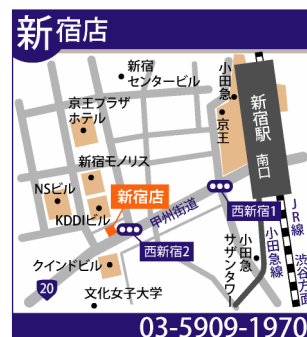 新宿店
新宿
センタービル
小田急
京王プラザ
ホテル
京王
新宿駅 南口
新宿モノリス
NSビル
新宿店
KDDIビル
甲州街道
西新宿1
西新宿2
クインドビル
20
文化女子大学
小田急
サザンタワー
小田急線
JR線
渋谷方面
03-5909-1970